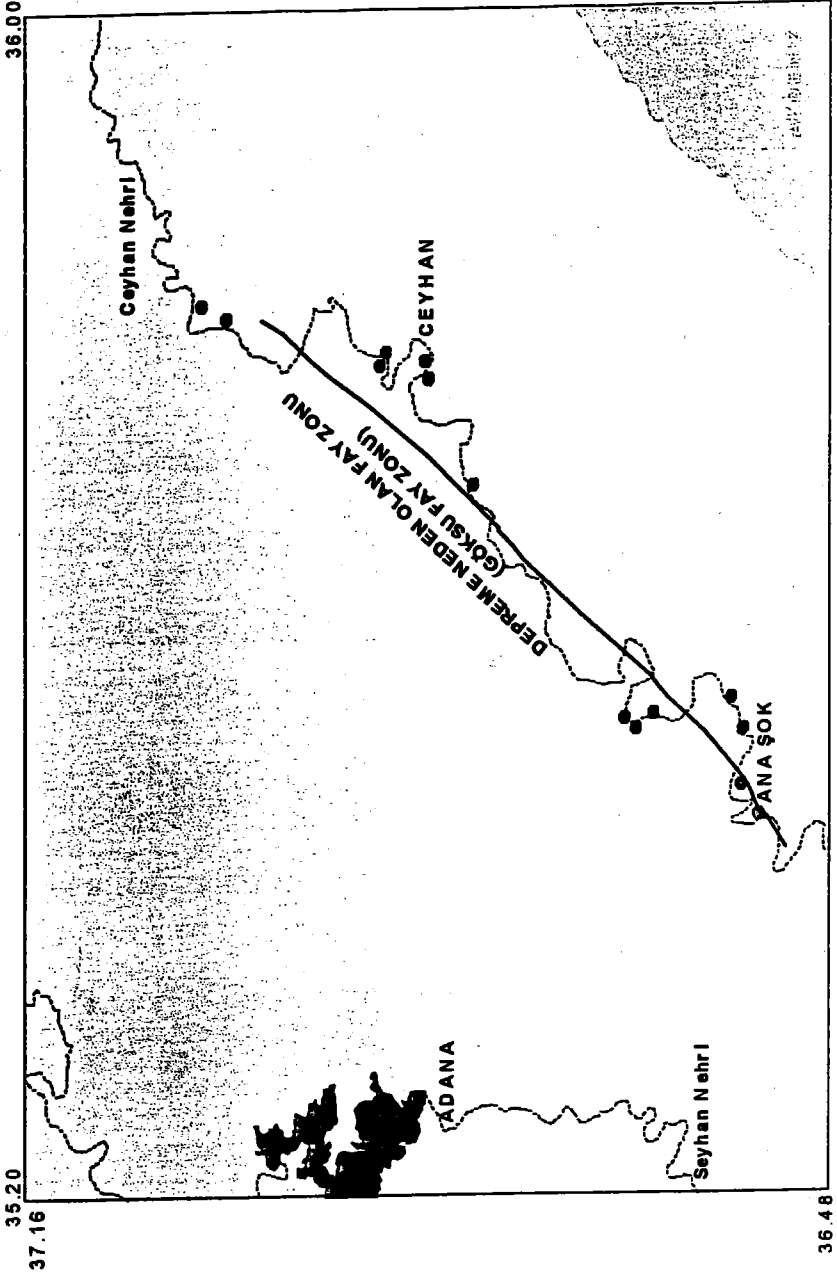 36.00
35.20
37.16
36.48
Ceyhan Nehri
CEYHAN
DEPREME NEDEN OLAN FAY ZONU
(GÖKSU FAY ZONU)
ANA ŞOK
ADANA
Seyhan Nehri